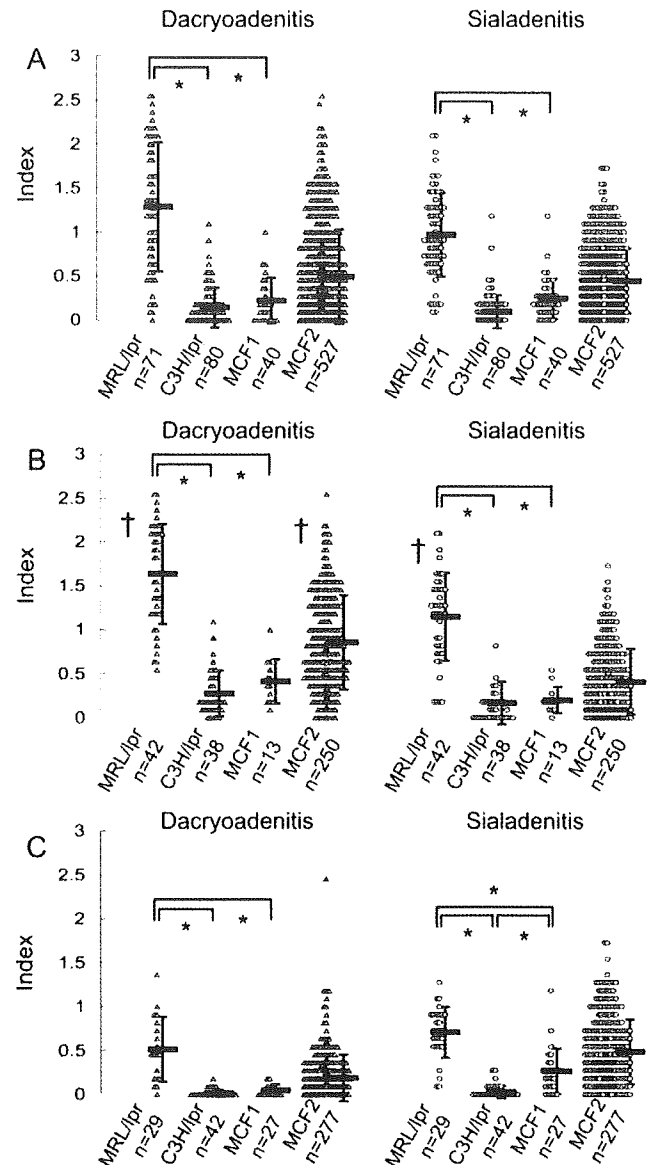 Dacryoadenitis Sialadenitis
A
3
2.5
2
1.5
1
0.5
0
Index
* * * *
MRL/lpr n=71
C3H/lpr n=80
MCF1 n=40
MCF2 n=527
MRL/lpr n=71
C3H/lpr n=80
MCF1 n=40
MCF2 n=527
Dacryoadenitis Sialadenitis
B
3
2.5
2
1.5
1
0.5
0
Index
† * * † † * *
MRL/lpr n=42
C3H/lpr n=38
MCF1 n=13
MCF2 n=250
MRL/lpr n=42
C3H/lpr n=38
MCF1 n=13
MCF2 n=250
Dacryoadenitis Sialadenitis
C
3
2.5
2
1.5
1
0.5
0
Index
* * * * *
MRL/lpr n=29
C3H/lpr n=42
MCF1 n=27
MCF2 n=277
MRL/lpr n=29
C3H/lpr n=42
MCF1 n=27
MCF2 n=277